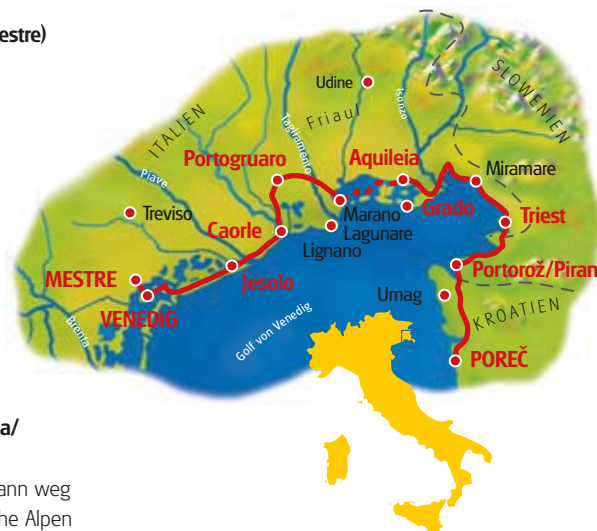 estre)
Udine
Isonzo
SLOWENIEN
ITALIEN
Friaul
Tagliamento
Portogruaro
Aquileia
Miramare
Piave
Treviso
Marano
Lagunare
Grado
Triest
Caorle
Lignano
MESTRE
Jesolo
Portorož/Piran
VENEDIG
Umag
KROATIEN
Brenta
Golf von Venedig
POREČ
a/
ann weg
he Alpen